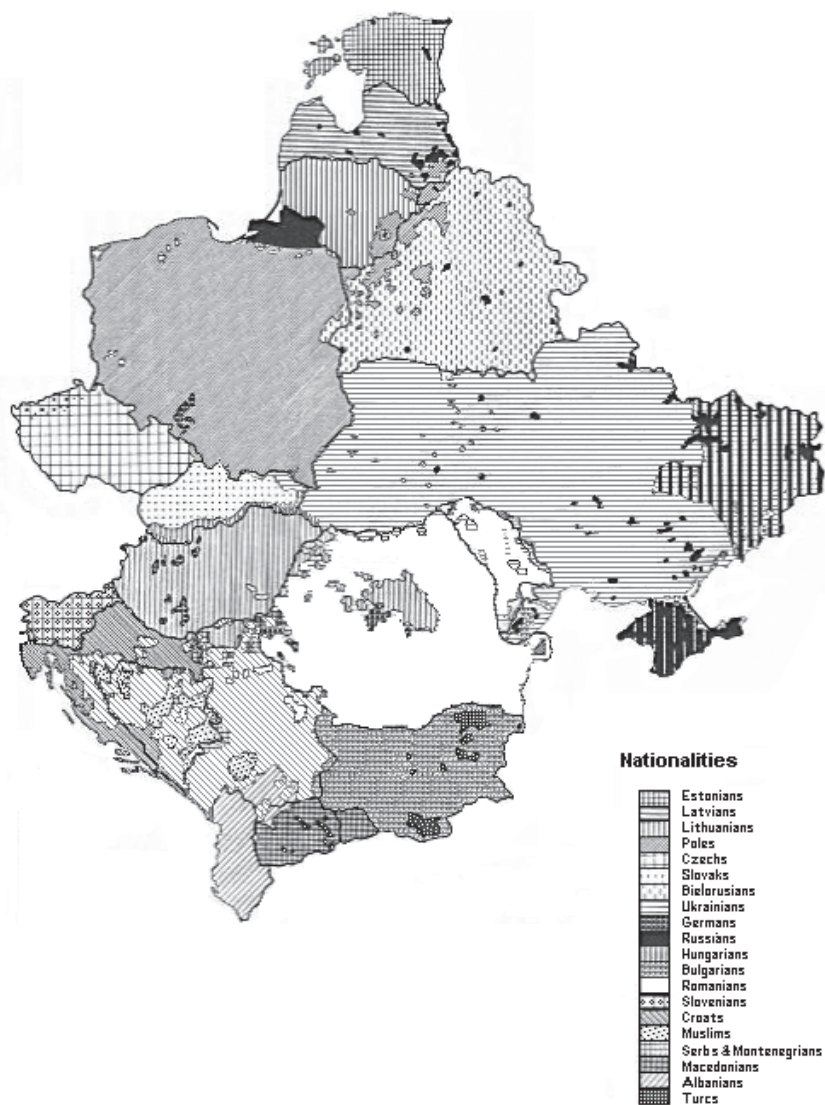 Nationalities
Estonians
Latvians
Lithuanians
Poles
Czechs
Slovaks
Bielorusians
Ukrainians
Germans
Russians
Hungarians
Bulgarians
Romanians
Slovenians
Croats
Muslims
Serbs & Montenegrians
Macedonians
Albanians
Turcs